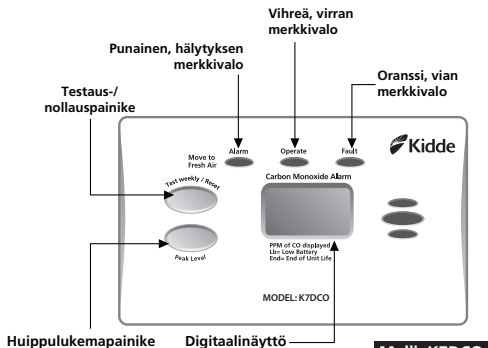 Vihreä, virran
merkkivalo
Punainen, hälytyksen
merkkivalo
Oranssi, vian
merkkivalo
Testaus-/
nollauspainike
Alarm
Operate
Fault
Move to
Fresh Air
Kidde
Test weekly / Reset
Carbon Monoxide Alarm
Peak Level
PPM of CO displayed
Lb= Low Battery
End= End of Unit Life
MODEL: K7DCO
Huippulukemapainike
Digitaalinäyttö